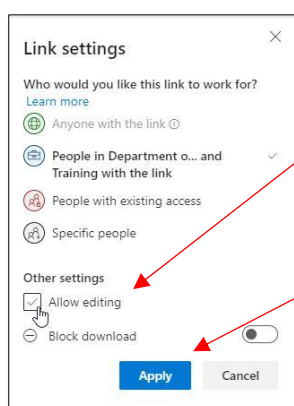 Link settings
Who would you like this link to work for?
Learn more
Anyone with the link
People in Department o... and
Training with the link
People with existing access
Specific people
Other settings
Allow editing
Block download
Apply Cancel